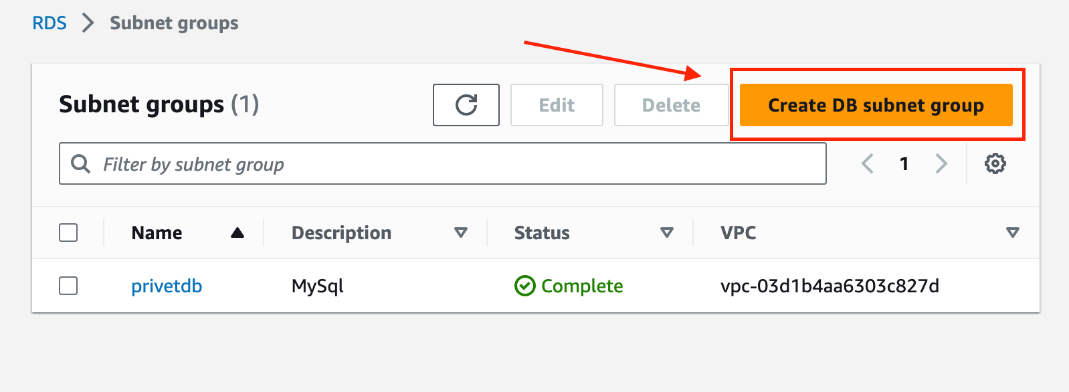 RDS Subnet groups
Subnet groups (1) Edit Delete Create DB subnet group
Filter by subnet group 1
Name Description Status VPC
privetdb MySql Complete vpc-03d1b4aa6303c827d